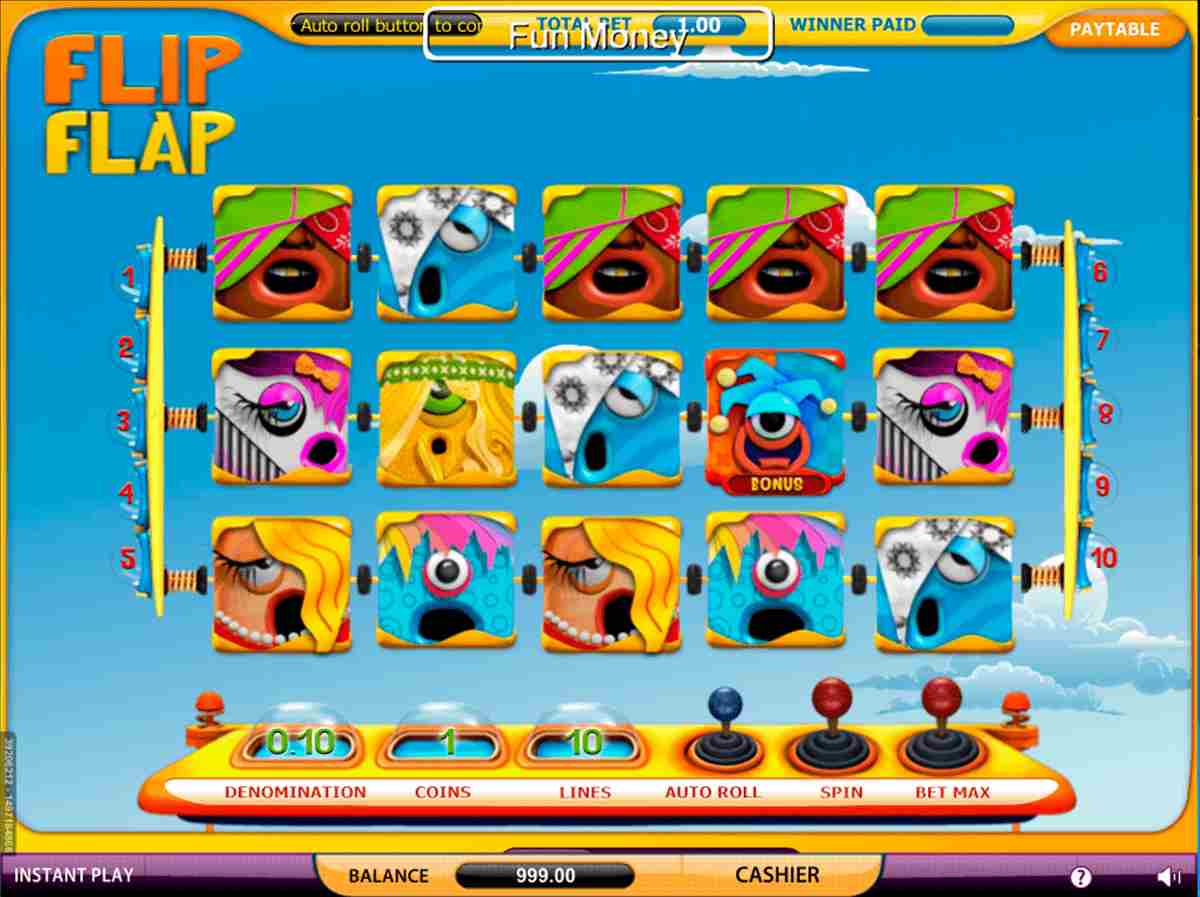 Auto roll button to con
TOTAL BET
1.00
Fun Money
WINNER PAID
PAYTABLE
FLIP
FLAP
1
2
3
4
5
6
7
8
9
10
BONUS
0.10
1
10
DENOMINATION
COINS
LINES
AUTO ROLL
SPIN
BET MAX
INSTANT PLAY
BALANCE
999.00
CASHIER
?